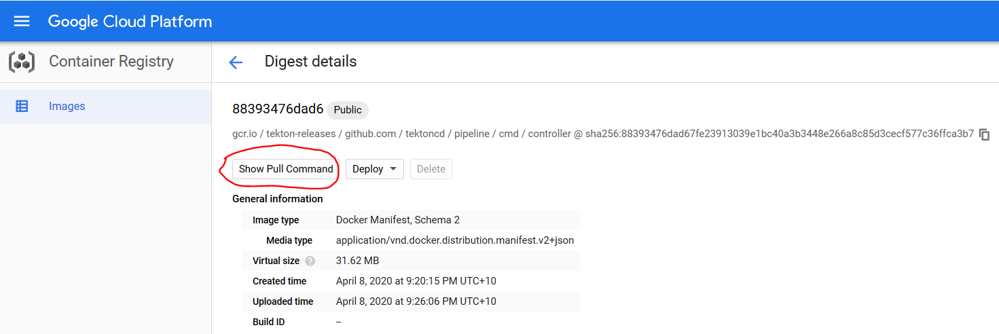 Google Cloud Platform
Container Registry
Digest details
Images
88393476dad6 Public
gcr.io / tekton-releases / github.com / tektoncd / pipeline / cmd / controller @ sha256:88393476dad67fe23913039e1bc40a3b3448e266a8c85d3cecf577c36ffca3b7
Show Pull Command Deploy Delete
General information
Image type Docker Manifest, Schema 2
Media type application/vnd.docker.distribution.manifest.v2+json
Virtual size ? 31.62 MB
Created time April 8, 2020 at 9:20:15 PM UTC+10
Uploaded time April 8, 2020 at 9:26:06 PM UTC+10
Build ID –